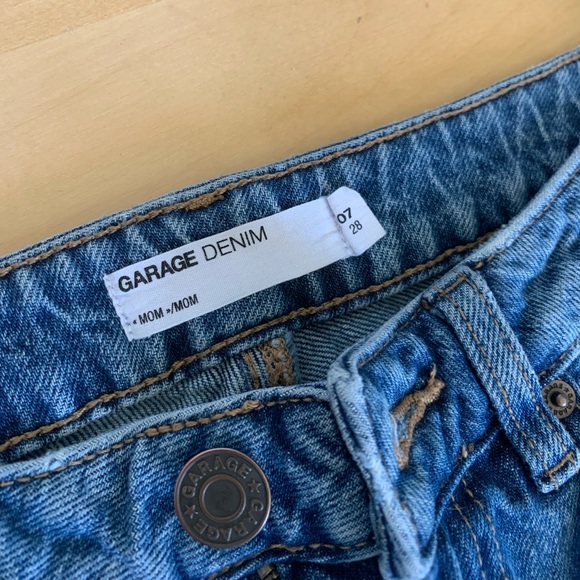 GARAGE DENIM
« MOM »/MOM
07
28
GARAGE ★ GARAGE ★